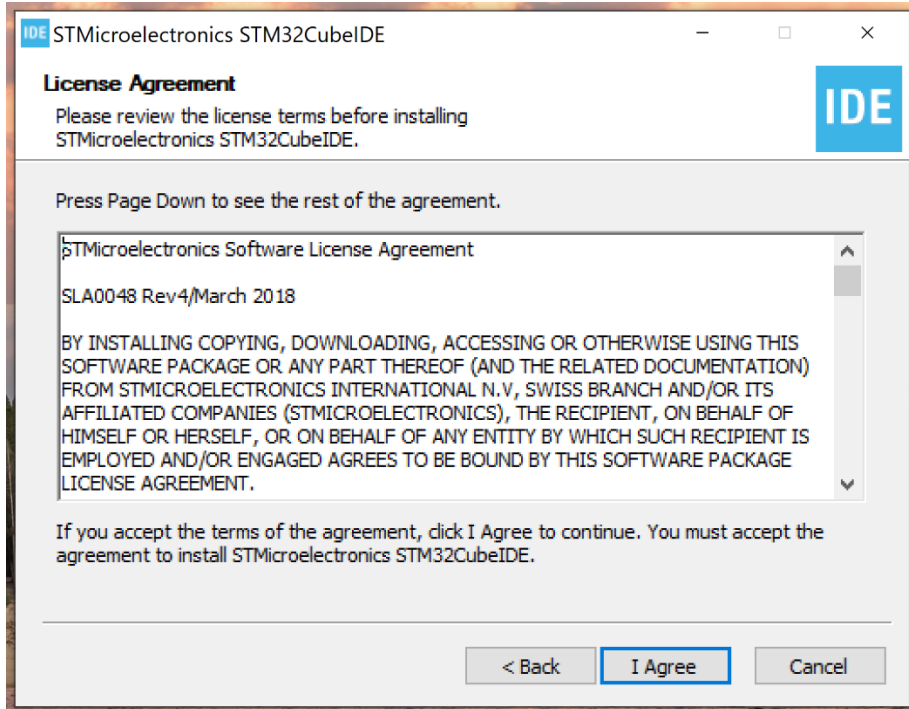 IDE STMicroelectronics STM32CubeIDE
License Agreement
Please review the license terms before installing
STMicroelectronics STM32CubeIDE.
IDE
Press Page Down to see the rest of the agreement.
STMicroelectronics Software License Agreement
SLA0048 Rev4/March 2018
BY INSTALLING COPYING, DOWNLOADING, ACCESSING OR OTHERWISE USING THIS
SOFTWARE PACKAGE OR ANY PART THEREOF (AND THE RELATED DOCUMENTATION)
FROM STMICROELECTRONICS INTERNATIONAL N.V, SWISS BRANCH AND/OR ITS
AFFILIATED COMPANIES (STMICROELECTRONICS), THE RECIPIENT, ON BEHALF OF
HIMSELF OR HERSELF, OR ON BEHALF OF ANY ENTITY BY WHICH SUCH RECIPIENT IS
EMPLOYED AND/OR ENGAGED AGREES TO BE BOUND BY THIS SOFTWARE PACKAGE
LICENSE AGREEMENT.
If you accept the terms of the agreement, click I Agree to continue. You must accept the
agreement to install STMicroelectronics STM32CubeIDE.
< Back I Agree Cancel